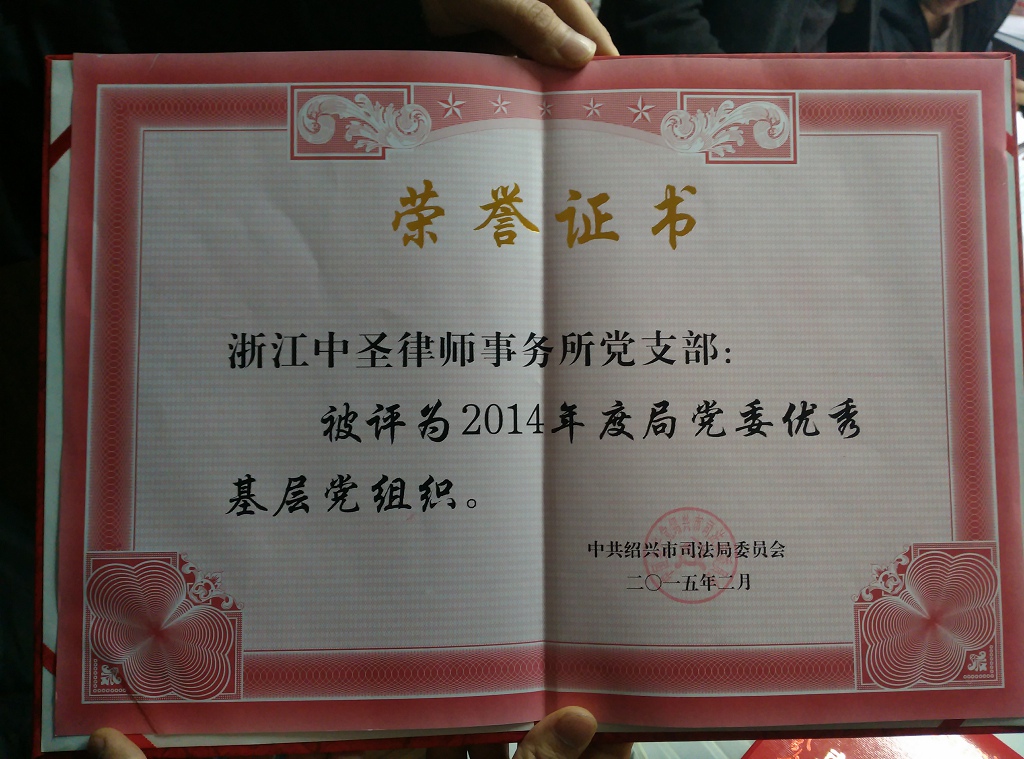 荣誉证书
浙江中圣律师事务所党支部：
被评为2014年度局党委优秀
基层党组织。
中共绍兴市司法局委员会
二〇一五年二月